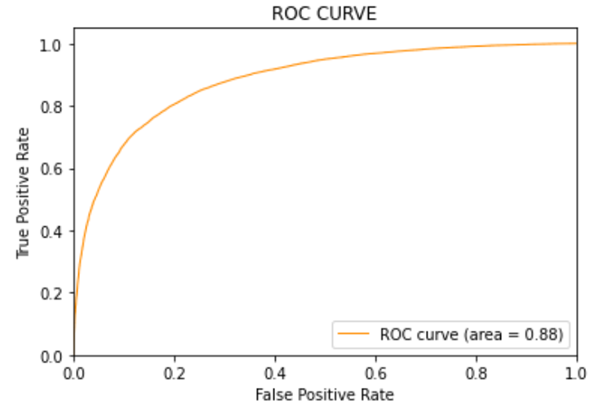 ROC CURVE
True Positive Rate
1.0
0.8
0.6
0.4
0.2
0.0
ROC curve (area = 0.88)
0.0 0.2 0.4 0.6 0.8 1.0
False Positive Rate